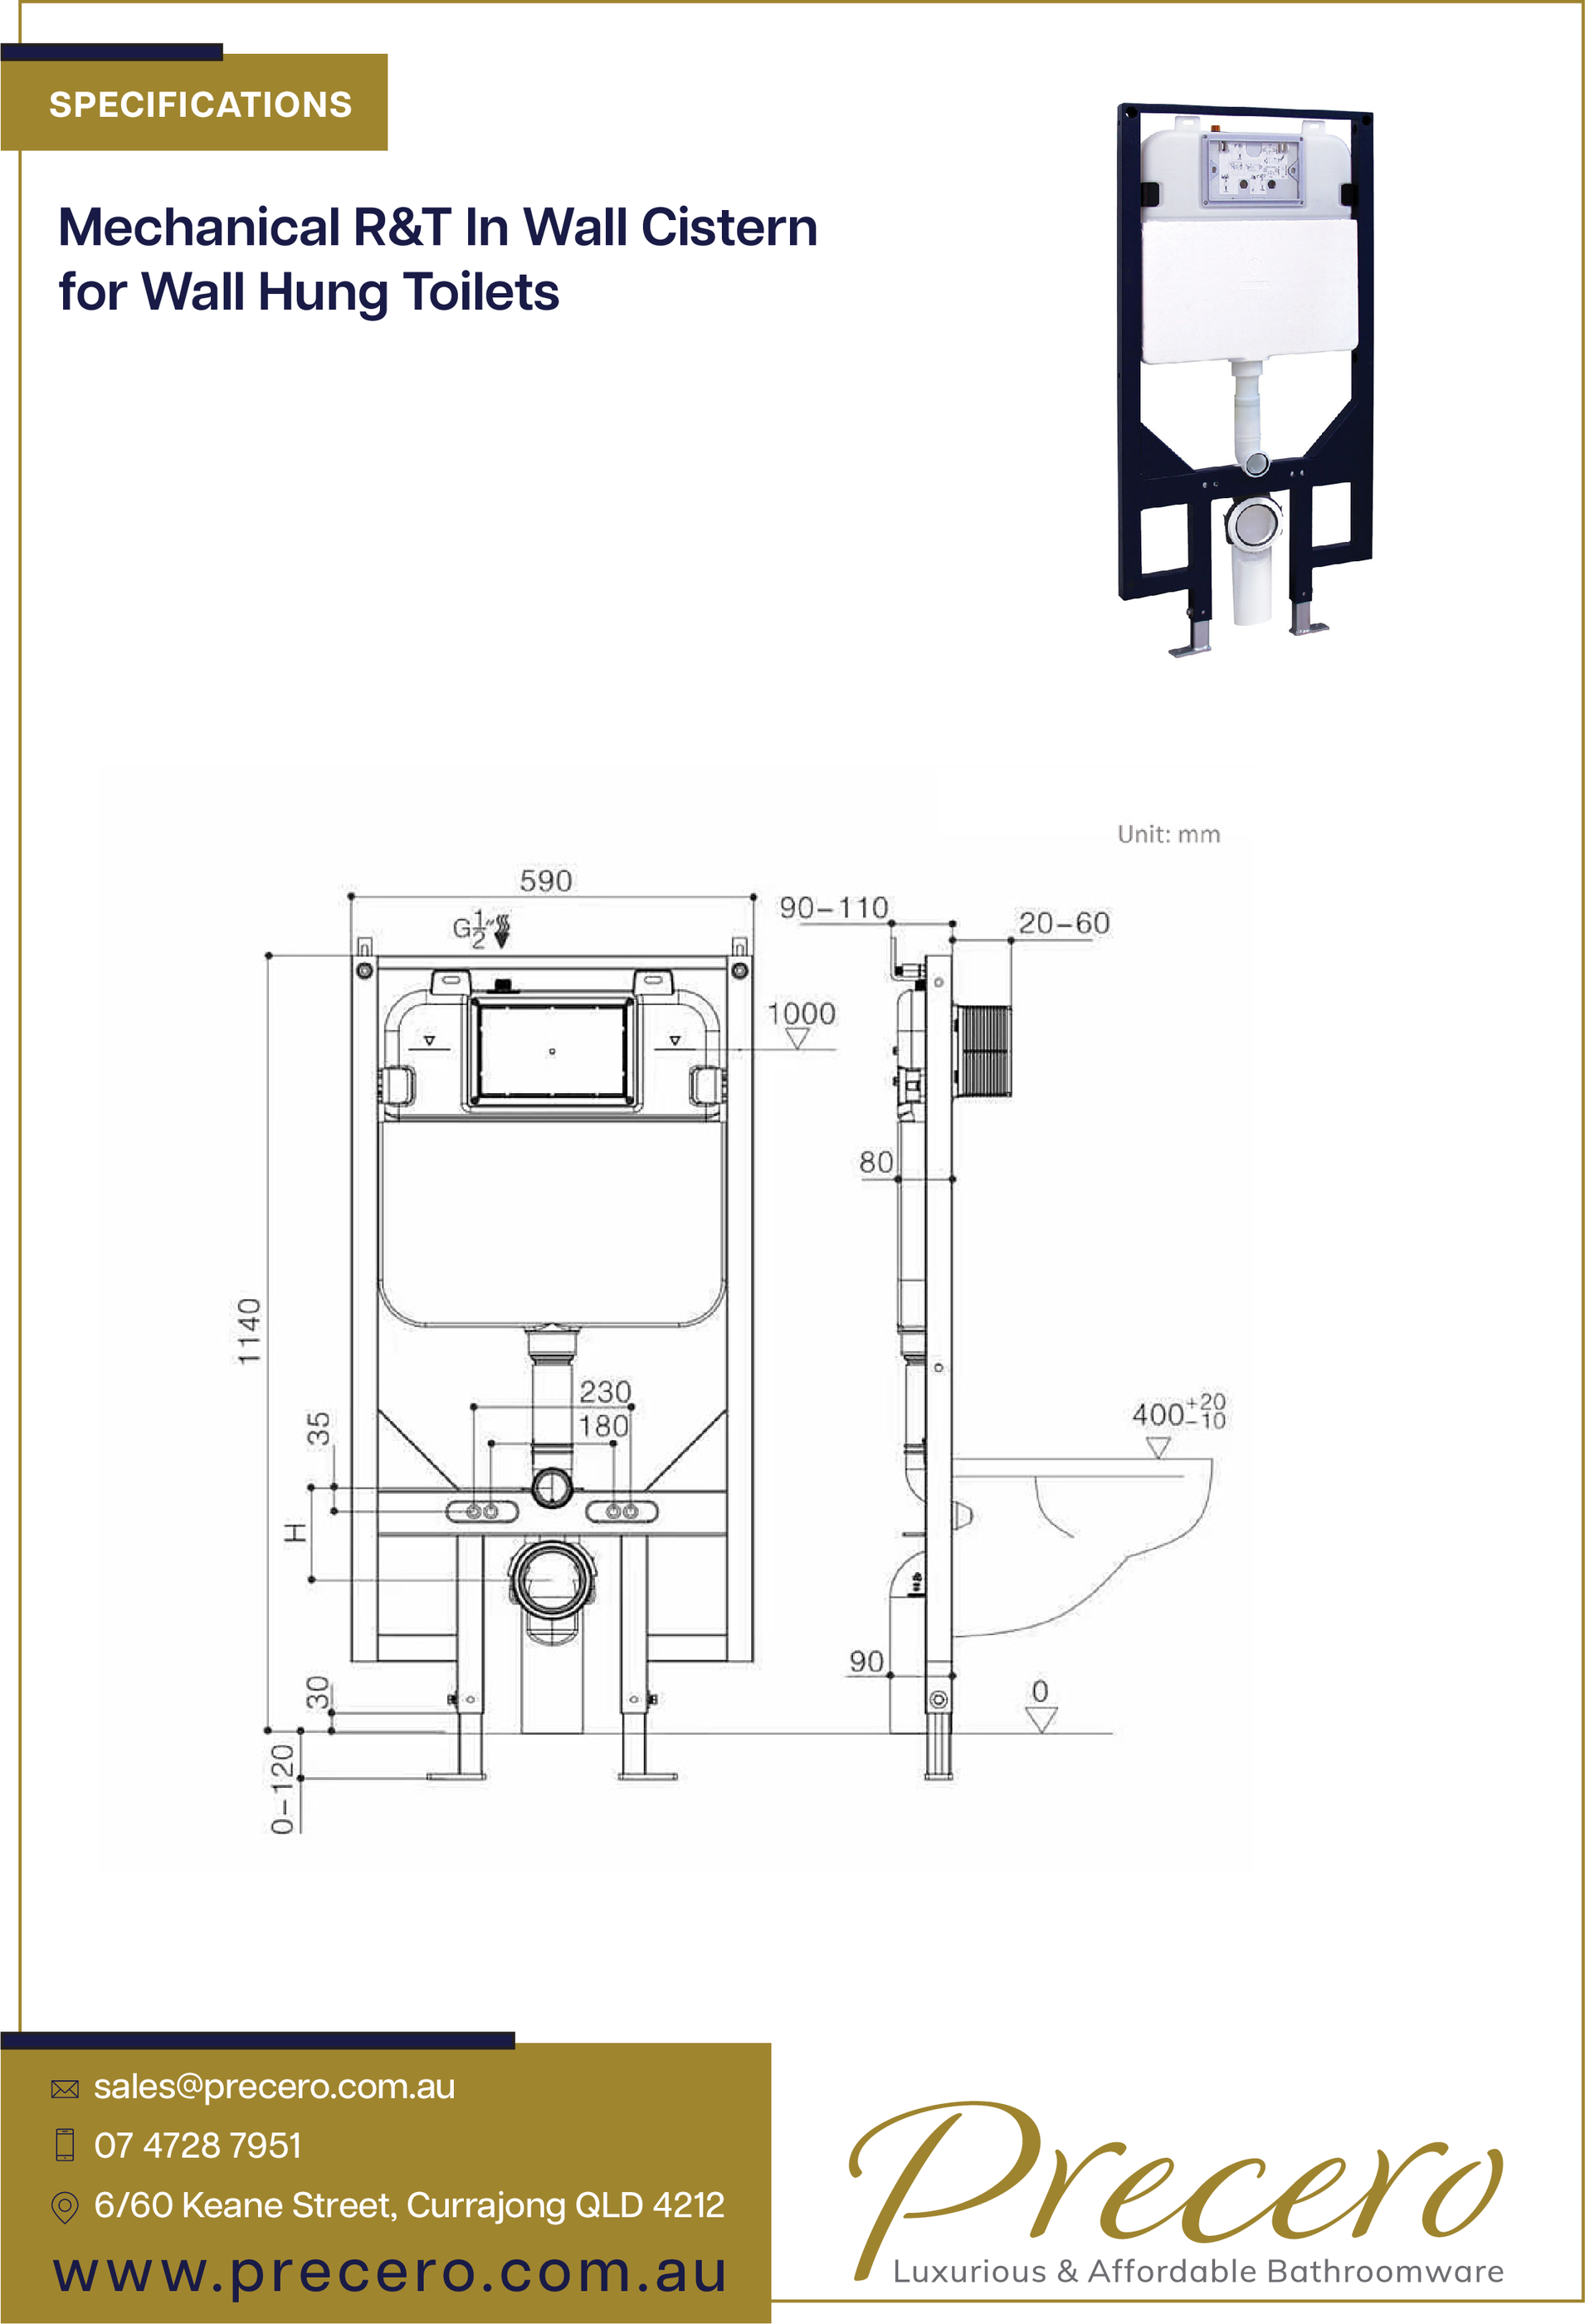 SPECIFICATIONS
Mechanical R&T In Wall Cistern
for Wall Hung Toilets
Unit: mm
590
G1/2"
90-110
20-60
1000
80
1140
230
180
35
H
400 +20 -10
90
30
0
0-120
sales@precero.com.au
07 4728 7951
6/60 Keane Street, Currajong QLD 4212
www.precero.com.au
Precero
Luxurious & Affordable Bathroomware